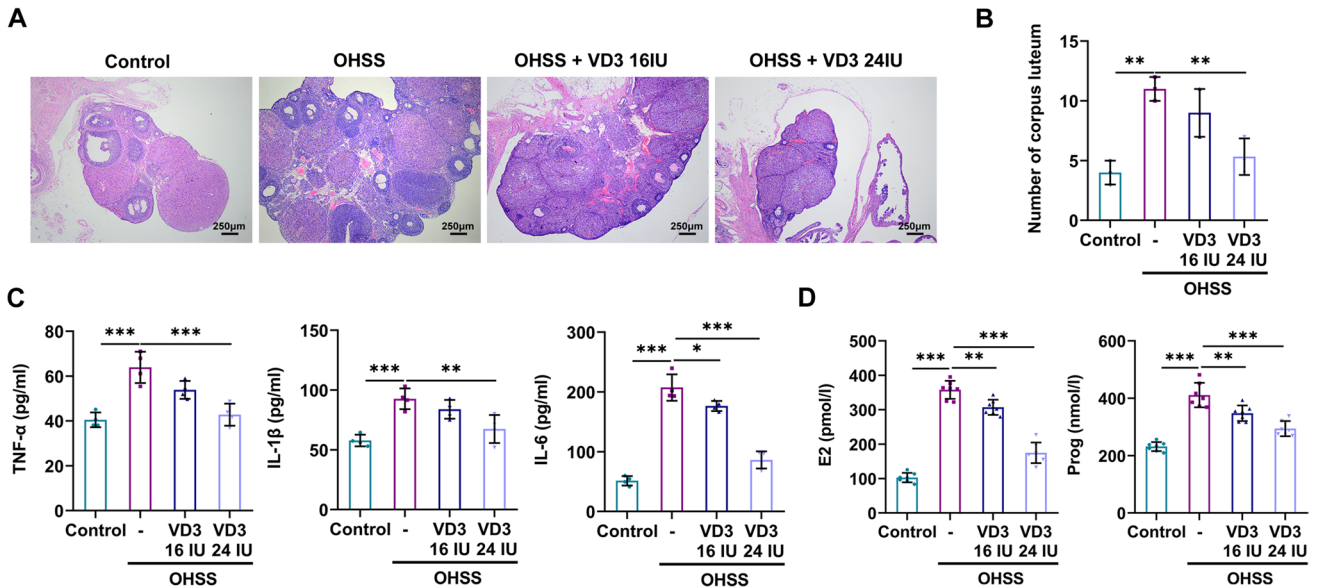 A
Control
OHSS
OHSS + VD3 16IU
OHSS + VD3 24IU
250μm
250μm
250μm
250μm
B
Number of corpus luteum
15
10
5
0
**
**
Control
-
VD3
16 IU
VD3
24 IU
OHSS
C
TNF-α (pg/ml)
80
60
40
20
0
***
***
Control
-
VD3
16 IU
VD3
24 IU
OHSS
IL-1β (pg/ml)
150
100
50
0
***
**
Control
-
VD3
16 IU
VD3
24 IU
OHSS
IL-6 (pg/ml)
300
200
100
0
***
*
***
Control
-
VD3
16 IU
VD3
24 IU
OHSS
D
E2 (pmol/l)
500
400
300
200
100
0
***
**
***
Control
-
VD3
16 IU
VD3
24 IU
OHSS
Prog (nmol/l)
600
400
200
0
***
**
***
Control
-
VD3
16 IU
VD3
24 IU
OHSS